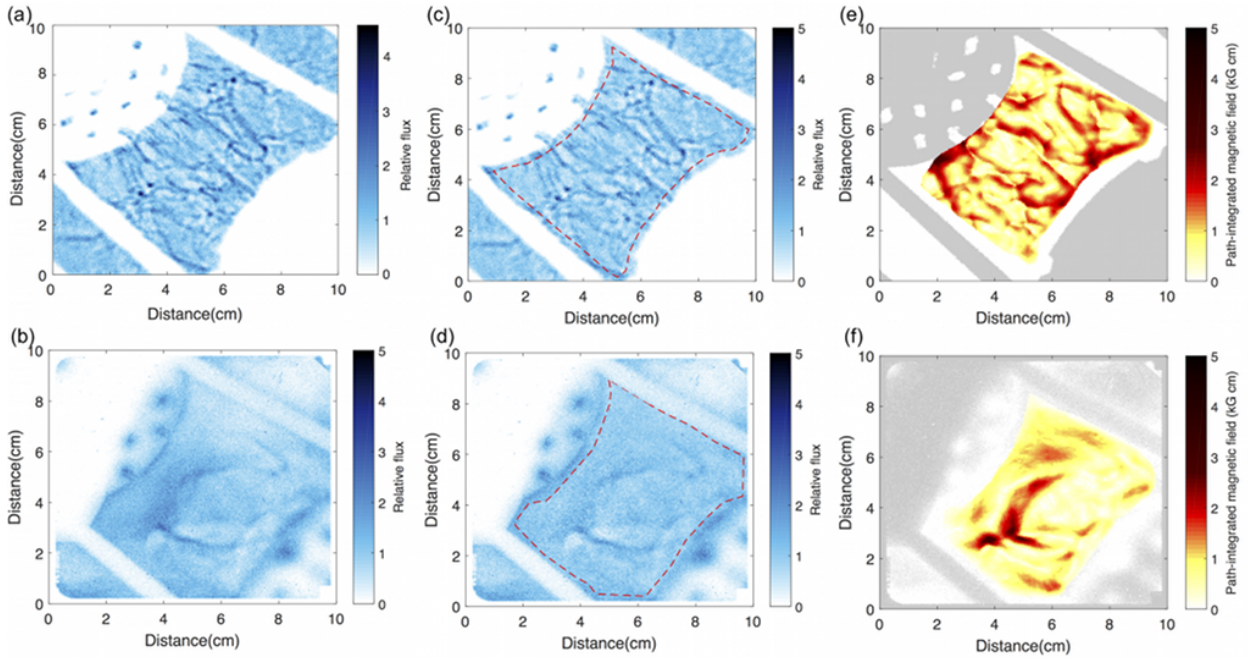 (a)
10
8
6
4
2
0
Distance(cm)
0 2 4 6 8 10
Distance(cm)
4
3
2
1
0
Relative flux
(c)
10
8
6
4
2
0
Distance(cm)
0 2 4 6 8 10
Distance(cm)
5
4
3
2
1
0
Relative flux
(e)
10
8
6
4
2
0
Distance(cm)
0 2 4 6 8 10
Distance(cm)
5
4
3
2
1
0
Path-integrated magnetic field (kG cm)
(b)
10
8
6
4
2
0
Distance(cm)
0 2 4 6 8 10
Distance(cm)
5
4
3
2
1
0
Relative flux
(d)
10
8
6
4
2
0
Distance(cm)
0 2 4 6 8 10
Distance(cm)
5
4
3
2
1
0
Relative flux
(f)
10
8
6
4
2
0
Distance(cm)
0 2 4 6 8 10
Distance(cm)
5
4
3
2
1
0
Path-integrated magnetic field (kG cm)